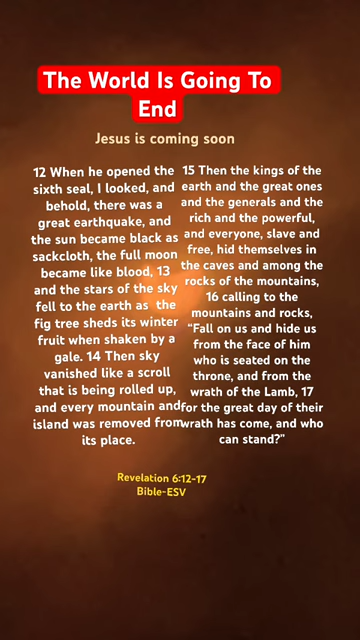 The World Is Going To
End
Jesus is coming soon
12 When he opened the
sixth seal, I looked, and
behold, there was a
great earthquake, and
the sun became black as
sackcloth, the full moon
became like blood, 13
and the stars of the sky
fell to the earth as the
fig tree sheds its winter
fruit when shaken by a
gale. 14 Then sky
vanished like a scroll
that is being rolled up,
and every mountain and
island was removed from
its place.
15 Then the kings of the
earth and the great ones
and the generals and the
rich and the powerful,
and everyone, slave and
free, hid themselves in
the caves and among the
rocks of the mountains,
16 calling to the
mountains and rocks,
“Fall on us and hide us
from the face of him
who is seated on the
throne, and from the
wrath of the Lamb, 17
for the great day of their
wrath has come, and who
can stand?”
Revelation 6:12-17
Bible-ESV